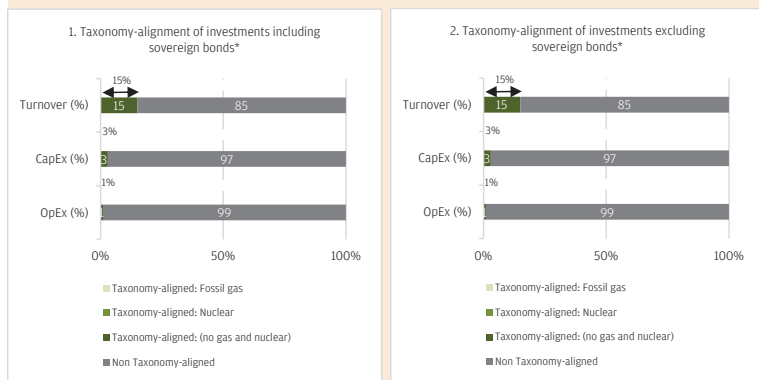 1. Taxonomy-alignment of investments including
sovereign bonds*
15%
Turnover (%)
15
85
3%
CapEx (%)
3
97
1%
OpEx (%)
1
99
0%
50%
100%
Taxonomy-aligned: Fossil gas
Taxonomy-aligned: Nuclear
Taxonomy-aligned: (no gas and nuclear)
Non Taxonomy-aligned
2. Taxonomy-alignment of investments excluding
sovereign bonds*
15%
Turnover (%)
15
85
3%
CapEx (%)
3
97
1%
OpEx (%)
1
99
0%
50%
100%
Taxonomy-aligned: Fossil gas
Taxonomy-aligned: Nuclear
Taxonomy-aligned: (no gas and nuclear)
Non Taxonomy-aligned